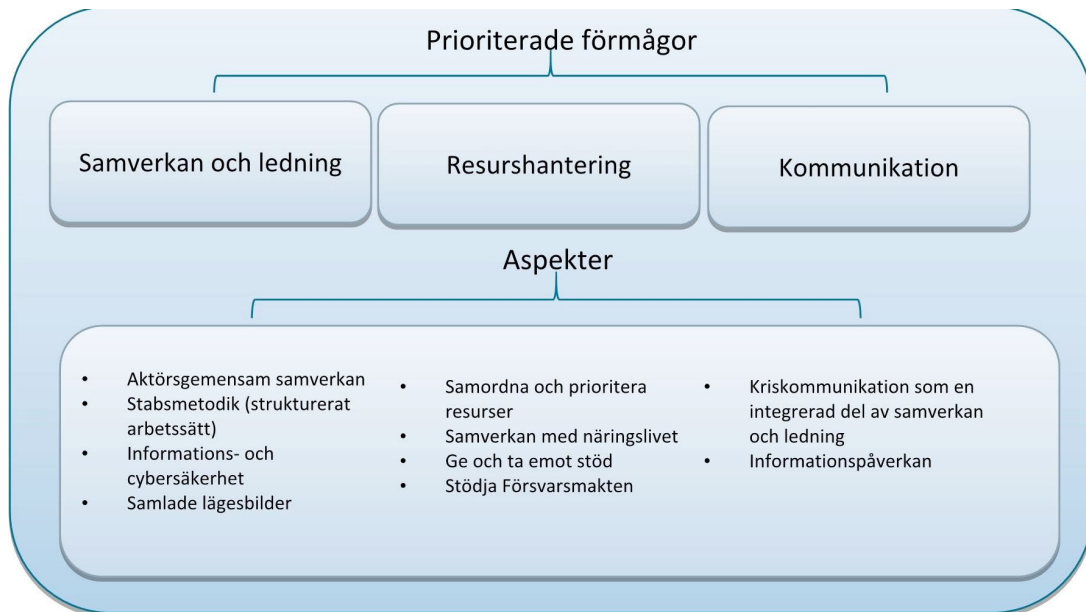 Prioriterade förmågor
Samverkan och ledning
Resurshantering
Kommunikation
Aspekter
• Aktörsgemensam samverkan
• Stabsmetodik (strukturerat
arbetssätt)
• Informations- och
cybersäkerhet
• Samlade lägesbilder
• Samordna och prioritera
resurser
• Samverkan med näringslivet
• Ge och ta emot stöd
• Stödja Försvarsmakten
• Kriskommunikation som en
integrerad del av samverkan
och ledning
• Informationspåverkan